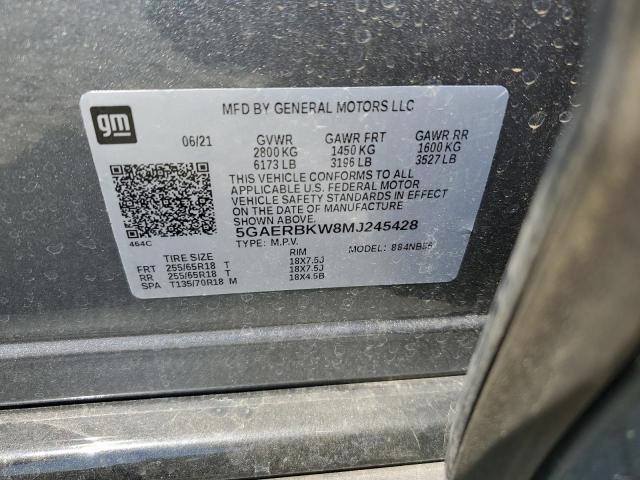 gm
MFD BY GENERAL MOTORS LLC
06/21 GVWR GAWR FRT GAWR RR
2800 KG 1450 KG 1600 KG
6173 LB 3196 LB 3527 LB
THIS VEHICLE CONFORMS TO ALL
APPLICABLE U.S. FEDERAL MOTOR
VEHICLE SAFETY STANDARDS IN EFFECT
ON THE DATE OF MANUFACTURE
SHOWN ABOVE.
464C
5GAERBKW8MJ245428
TYPE: M.P.V. MODEL:
TIRE SIZE RIM
FRT 255/65R18 T 18X7.5J
RR 255/65R18 T 18X7.5J
SPA T135/70R18 M 18X4.5B